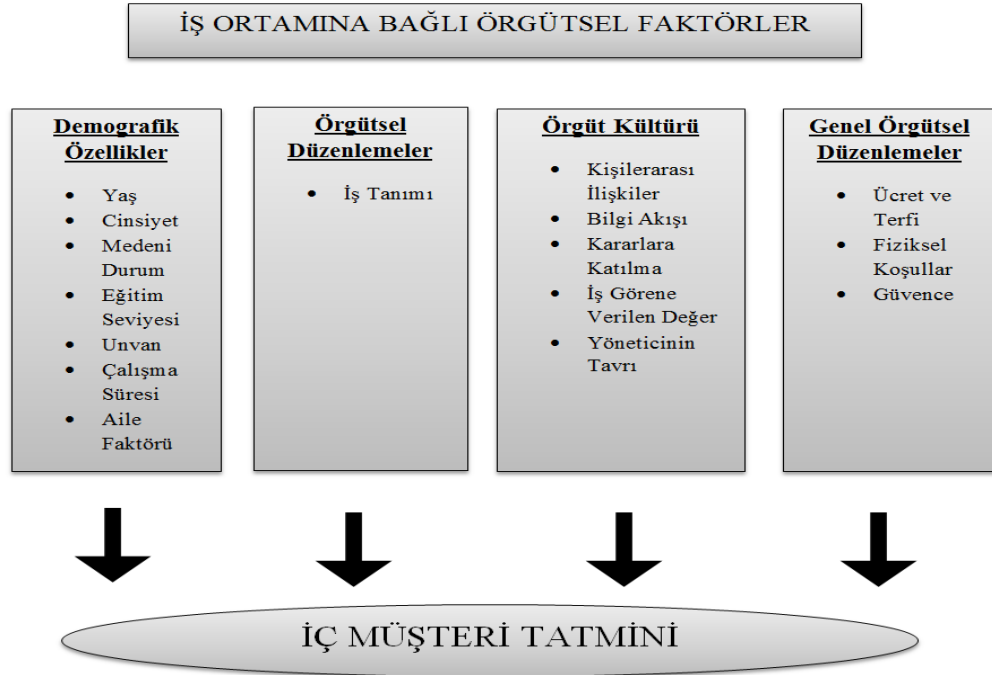 İŞ ORTAMINA BAĞLI ÖRGÜTSEL FAKTÖRLER
Demografik
Özellikler
• Yaş
• Cinsiyet
• Medeni
Durum
• Eğitim
Seviyesi
• Unvan
• Çalışma
Süresi
• Aile
Faktörü
Örgütsel
Düzenlemeler
• İş Tanımı
Örgüt Kültürü
• Kişilerarası
İlişkiler
• Bilgi Akışı
• Kararlara
Katılma
• İş Görene
Verilen Değer
• Yöneticinin
Tavrı
Genel Örgütsel
Düzenlemeler
• Ücret ve
Terfi
• Fiziksel
Koşullar
• Güvence
İÇ MÜŞTERİ TATMİNİ